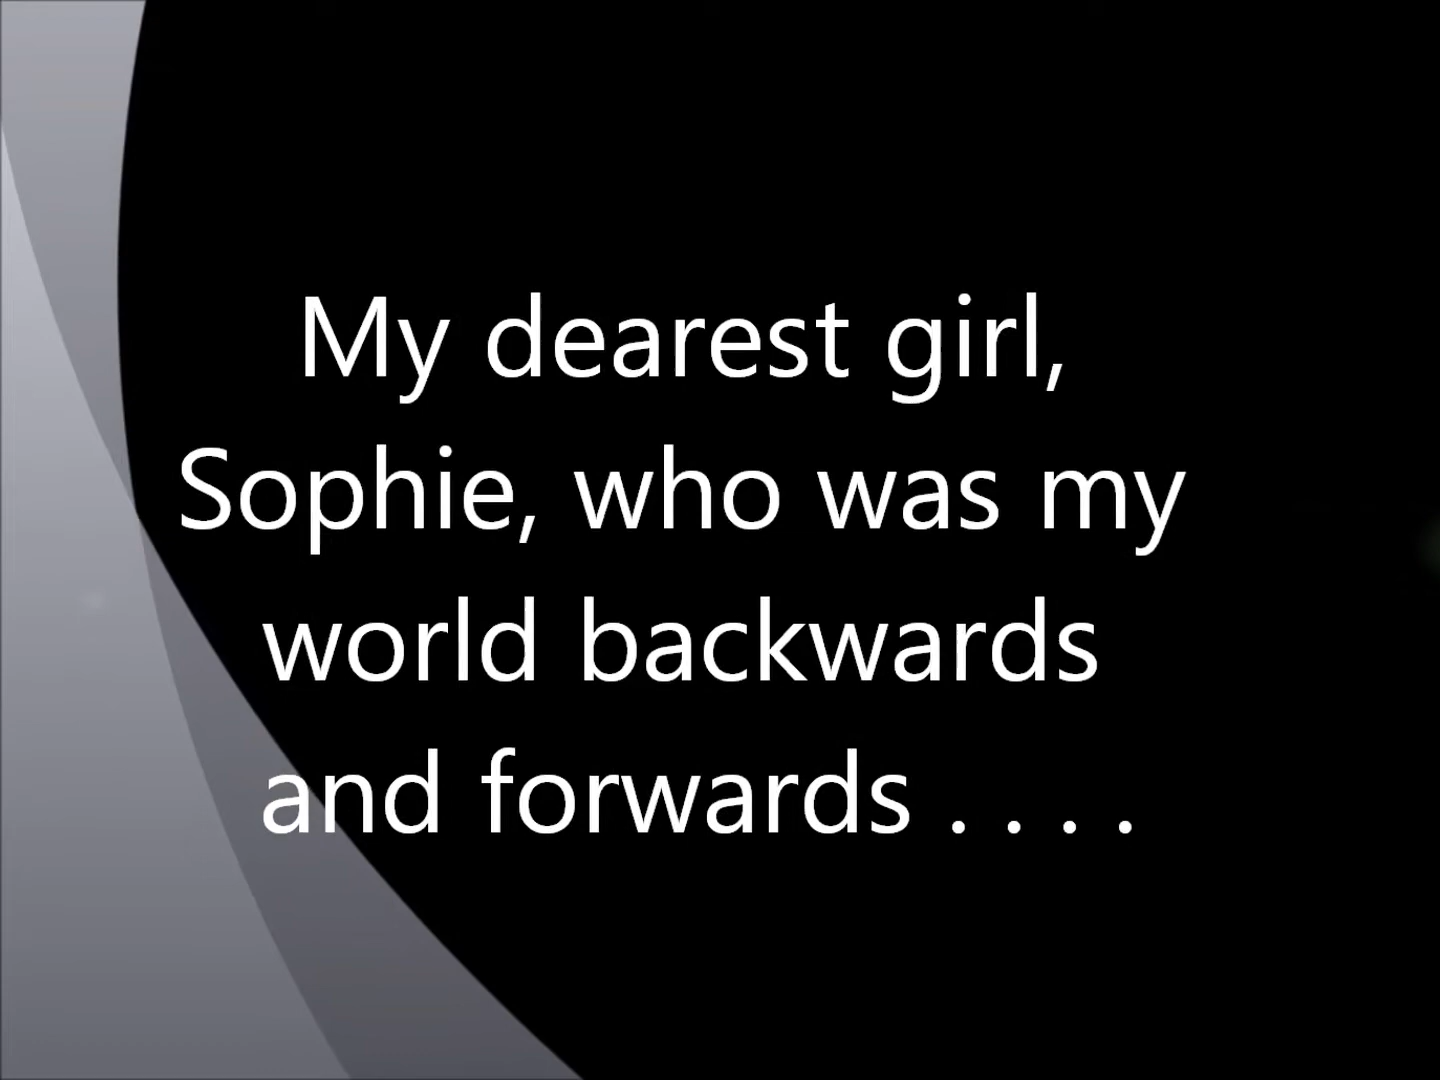 My dearest girl,
Sophie, who was my
world backwards
and forwards . . . .